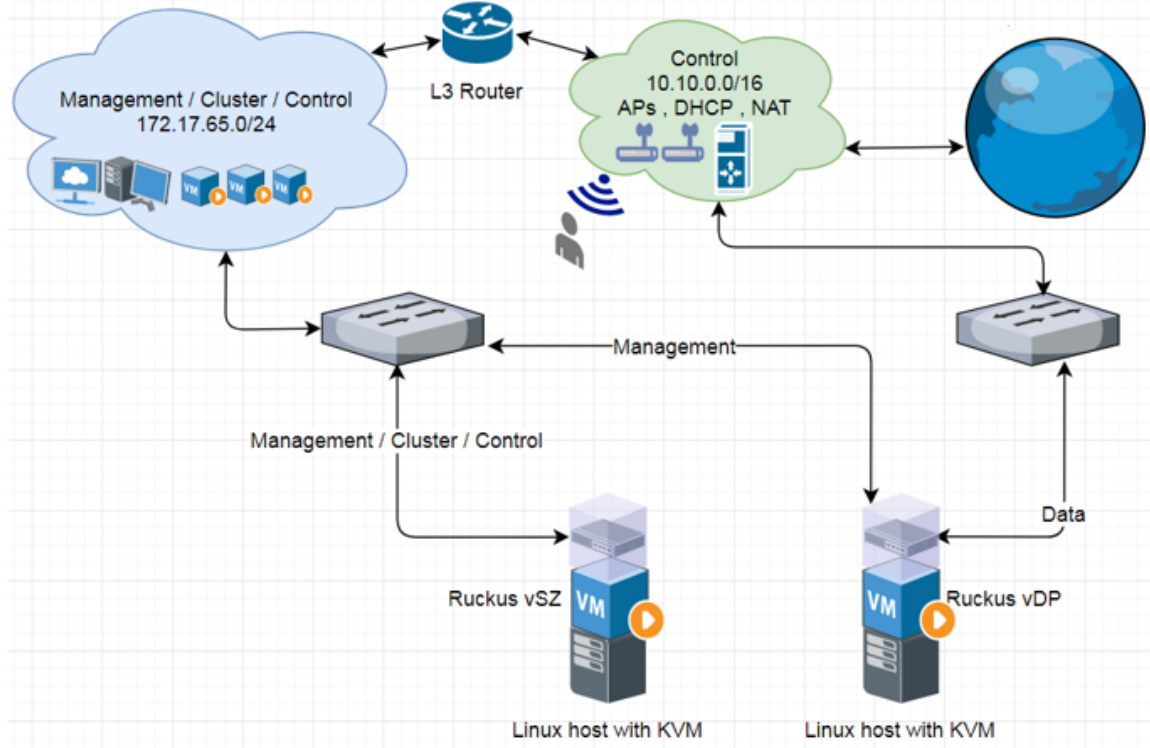 L3 Router
Management / Cluster / Control
172.17.65.0/24
VM
VM
VM
Control
10.10.0.0/16
APs , DHCP , NAT
Management
Management / Cluster / Control
Data
Ruckus vSZ
VM
VM
Ruckus vDP
Linux host with KVM
Linux host with KVM